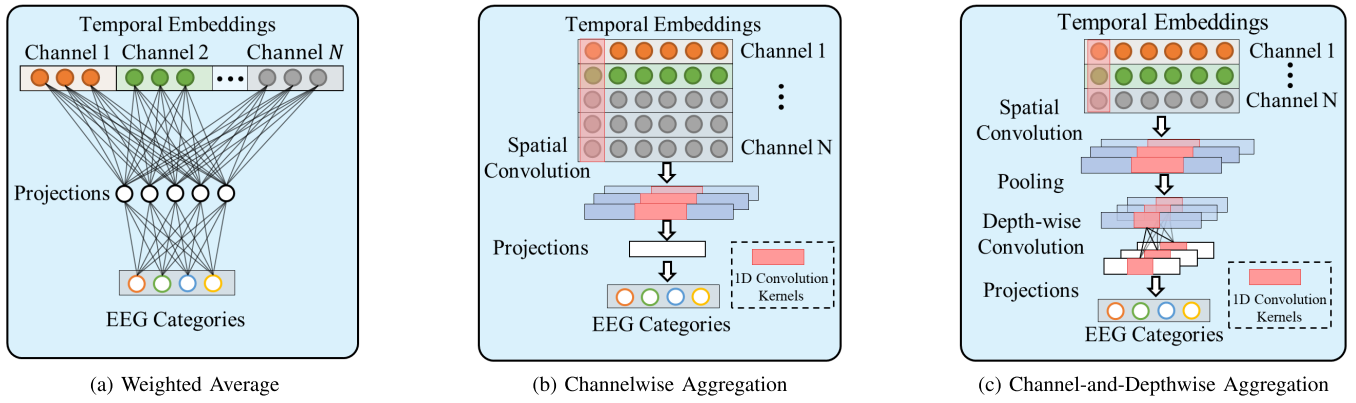 Temporal Embeddings
Channel 1 Channel 2 Channel N
Projections
EEG Categories
(a) Weighted Average
Temporal Embeddings
Channel 1
Channel N
Spatial
Convolution
Projections
1D Convolution
Kernels
EEG Categories
(b) Channelwise Aggregation
Temporal Embeddings
Channel 1
Channel N
Spatial
Convolution
Pooling
Depth-wise
Convolution
Projections
1D Convolution
Kernels
EEG Categories
(c) Channel-and-Depthwise Aggregation